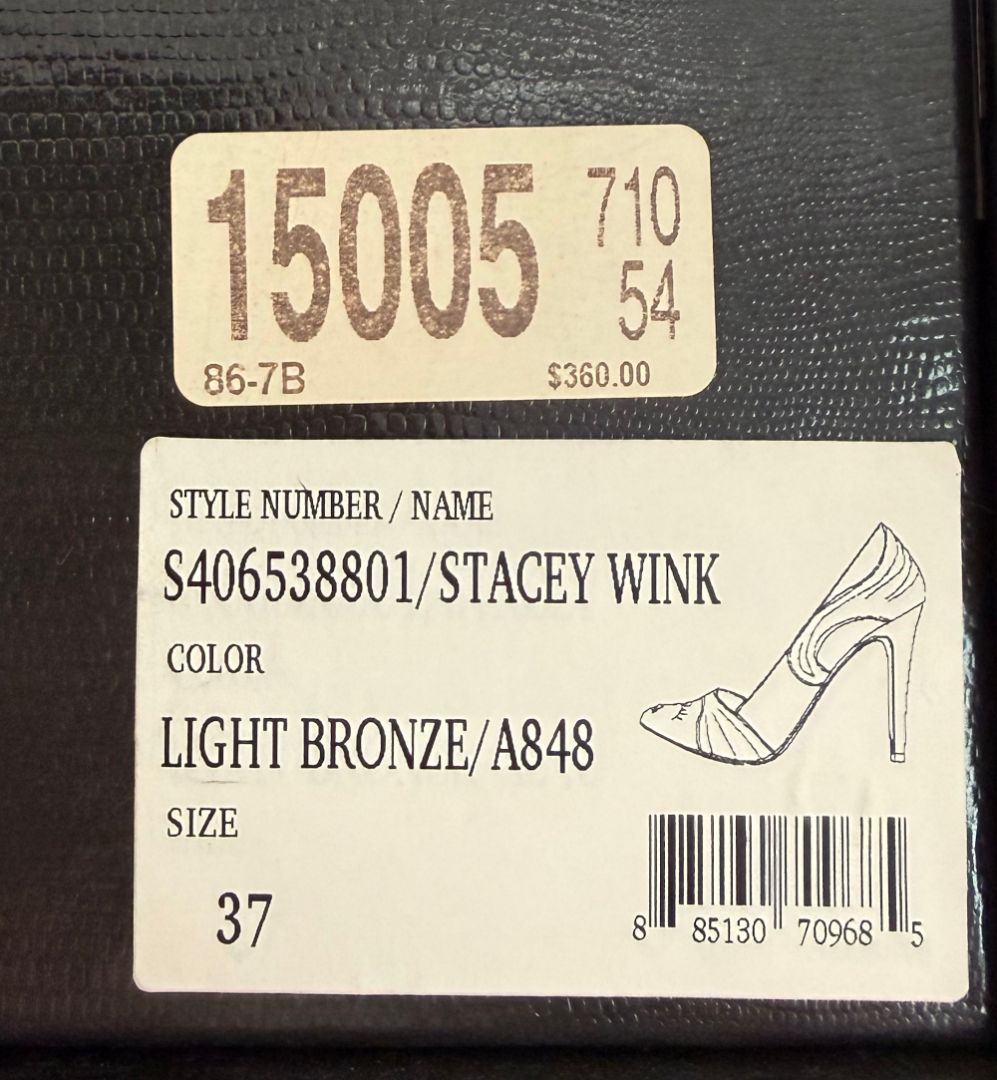 15005 710
54
86-7B $360.00
STYLE NUMBER / NAME
S406538801/STACEY WINK
COLOR
LIGHT BRONZE/A848
SIZE
37
8 85130 70968 5